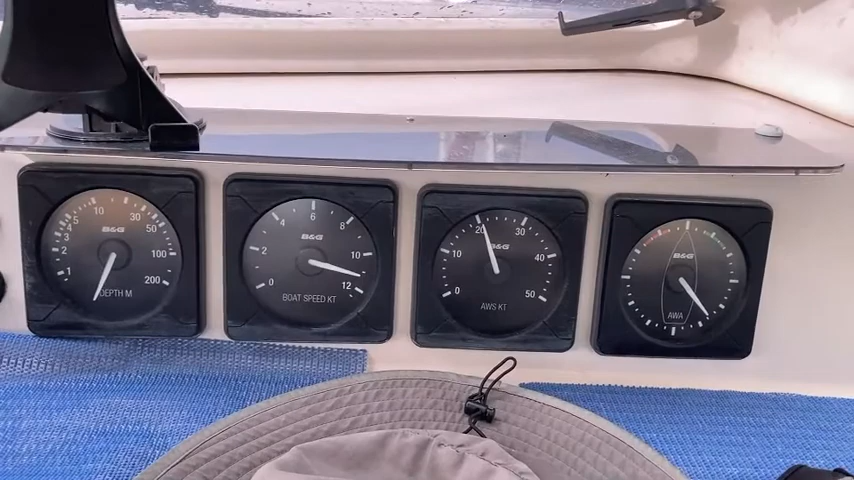 1 2 3 4 5 10 30 50 100 200
B&G
DEPTH M
0 2 4 6 8 10 12
B&G
BOAT SPEED KT
0 10 20 30 40 50
B&G
AWS KT
B&G
AWA